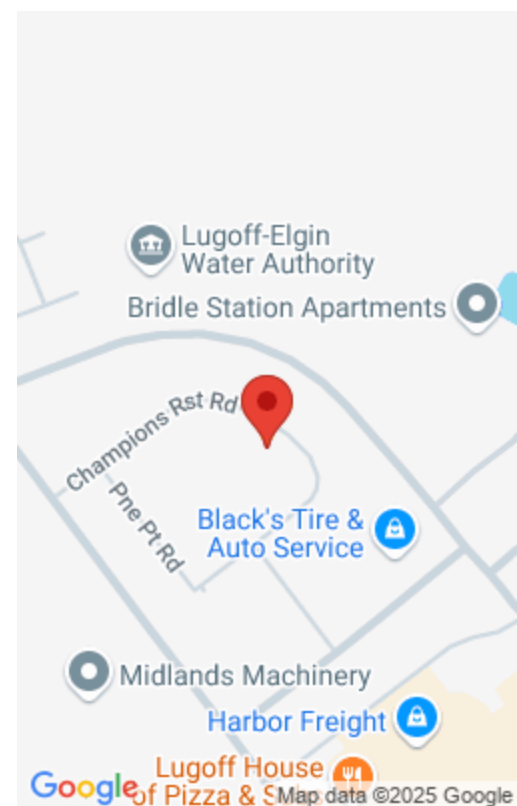 Lugoff-Elgin
Water Authority
Bridle Station Apartments
Champions Rst Rd
Pne Pt Rd
Black's Tire &
Auto Service
Midlands Machinery
Harbor Freight
Lugoff House
of Pizza &
Google
Map data ©2025 Google